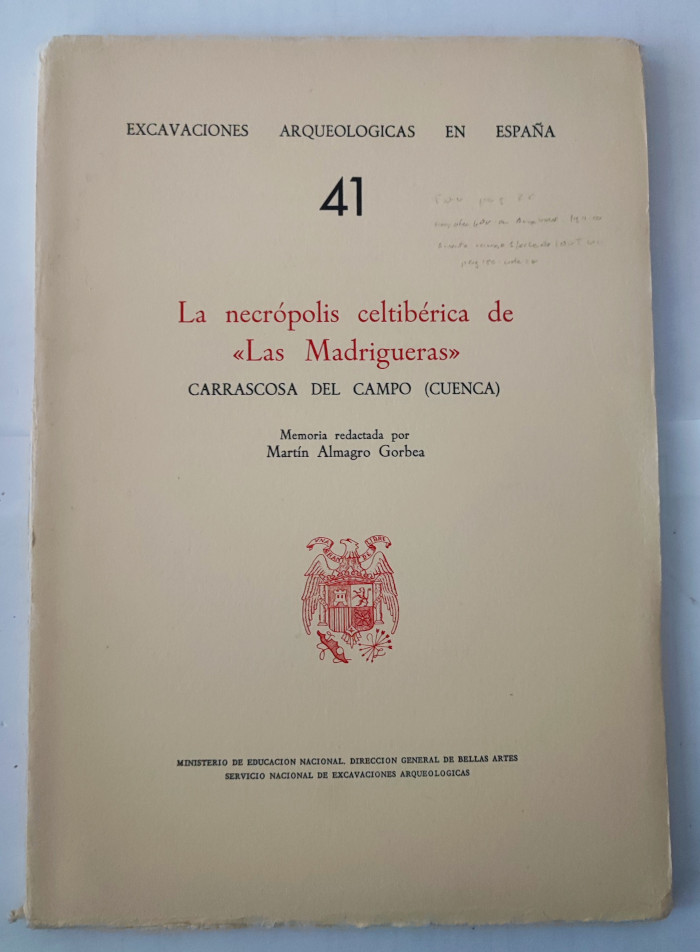 EXCAVACIONES ARQUEOLOGICAS EN ESPAÑA
41
La necrópolis celtibérica de
«Las Madrigueras»
CARRASCOSA DEL CAMPO (CUENCA)
Memoria redactada por
Martín Almagro Gorbea
MINISTERIO DE EDUCACION NACIONAL. DIRECCION GENERAL DE BELLAS ARTES
SERVICIO NACIONAL DE EXCAVACIONES ARQUEOLOGICAS